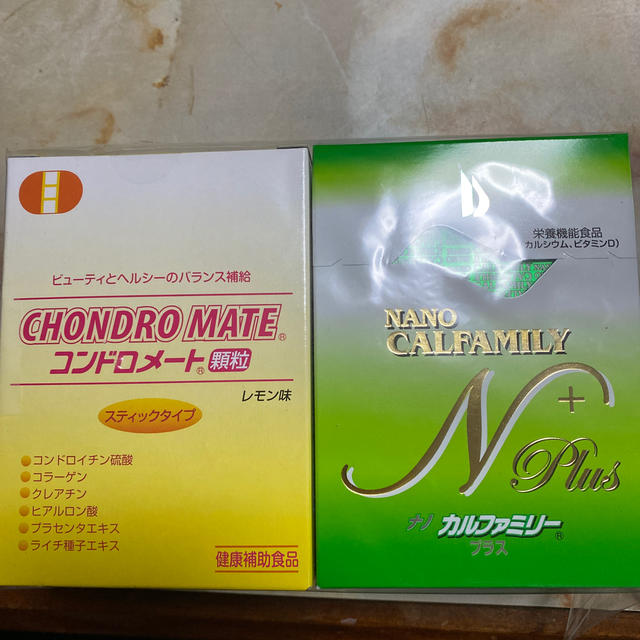 ビューティとヘルシーのバランス補給
CHONDRO MATE®
コンドロメート® 顆粒
レモン味
スティックタイプ
コンドロイチン硫酸
コラーゲン
クレアチン
ヒアルロン酸
プラセンタエキス
ライチ種子エキス
健康補助食品
栄養機能食品
カルシウム、ビタミンD)
NANO
CALFAMILY
N+
Plus
ナノ カルファミリー®
プラス